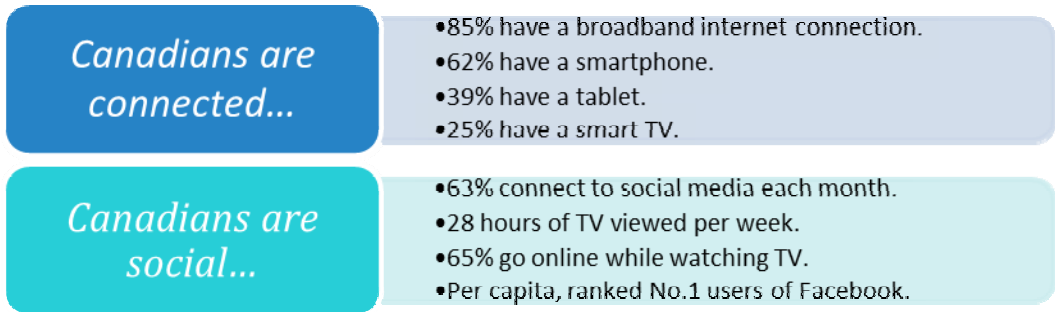 Canadians are
connected...
•85% have a broadband internet connection.
•62% have a smartphone.
•39% have a tablet.
•25% have a smart TV.
Canadians are
social...
•63% connect to social media each month.
•28 hours of TV viewed per week.
•65% go online while watching TV.
•Per capita, ranked No.1 users of Facebook.